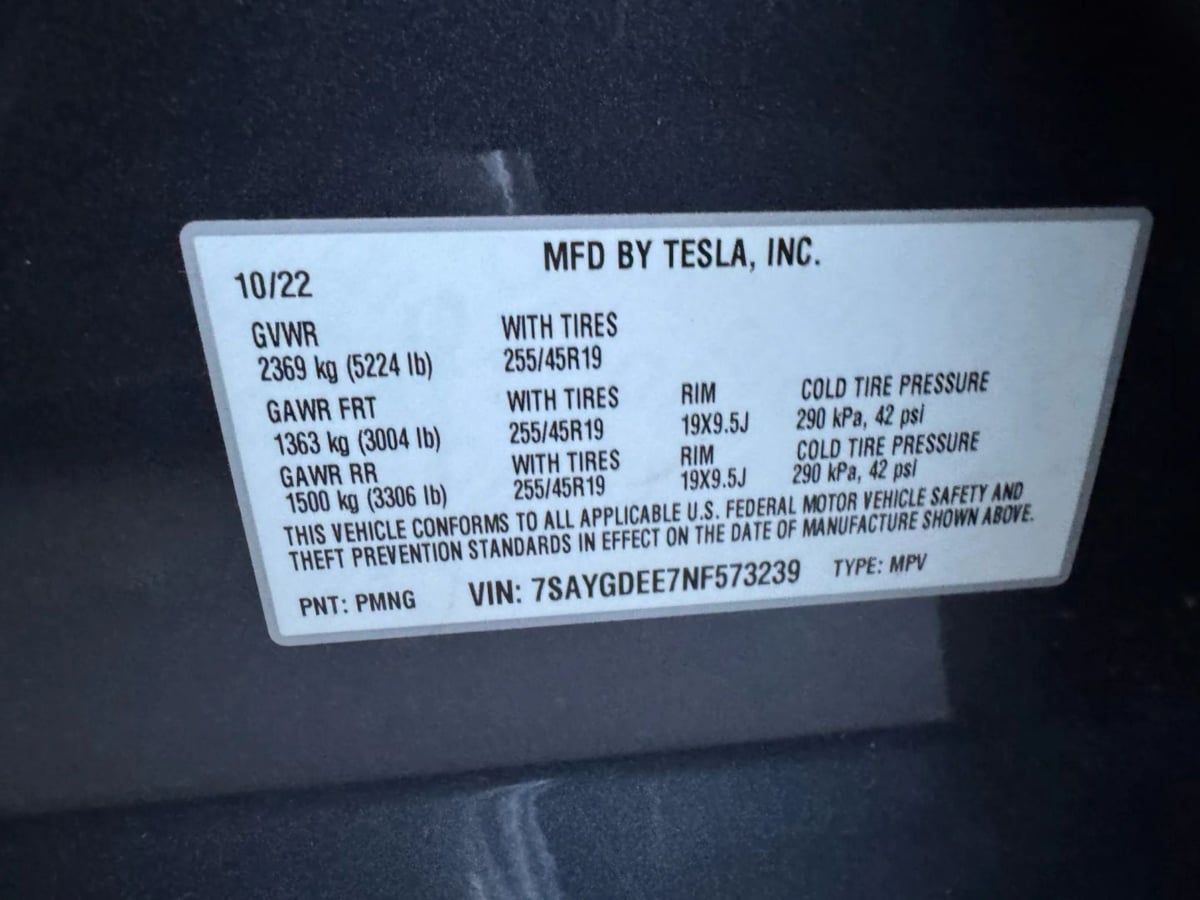 MFD BY TESLA, INC.
10/22
GVWR WITH TIRES
2369 kg (5224 lb) 255/45R19
GAWR FRT WITH TIRES RIM COLD TIRE PRESSURE
1363 kg (3004 lb) 255/45R19 19X9.5J 290 kPa, 42 psi
GAWR RR WITH TIRES RIM COLD TIRE PRESSURE
1500 kg (3306 lb) 255/45R19 19X9.5J 290 kPa, 42 psi
THIS VEHICLE CONFORMS TO ALL APPLICABLE U.S. FEDERAL MOTOR VEHICLE SAFETY AND
THEFT PREVENTION STANDARDS IN EFFECT ON THE DATE OF MANUFACTURE SHOWN ABOVE.
PNT: PMNG VIN: 7SAYGDEE7NF573239 TYPE: MPV